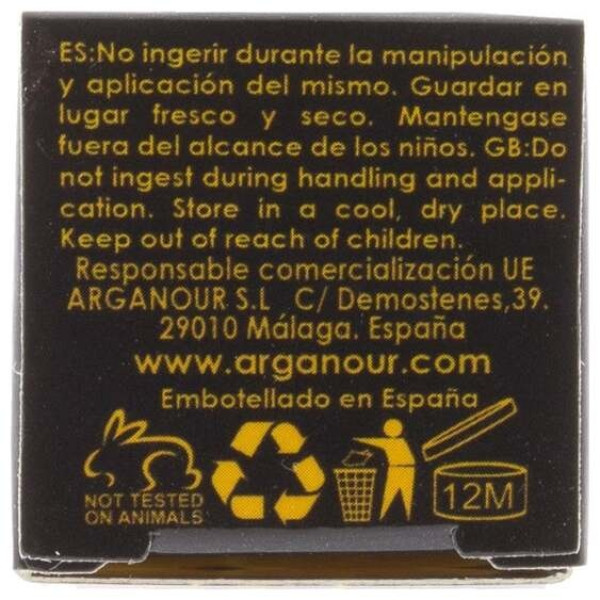 ES:No ingerir durante la manipulación
y aplicación del mismo. Guardar en
lugar fresco y seco. Mantengase
fuera del alcance de los niños. GB:Do
not ingest during handling and appli-
cation. Store in a cool, dry place.
Keep out of reach of children.
Responsable comercialización UE
ARGANOUR S.L C/ Demostenes,39.
29010 Málaga. España
www.arganour.com
Embotellado en España
NOT TESTED
ON ANIMALS
12M